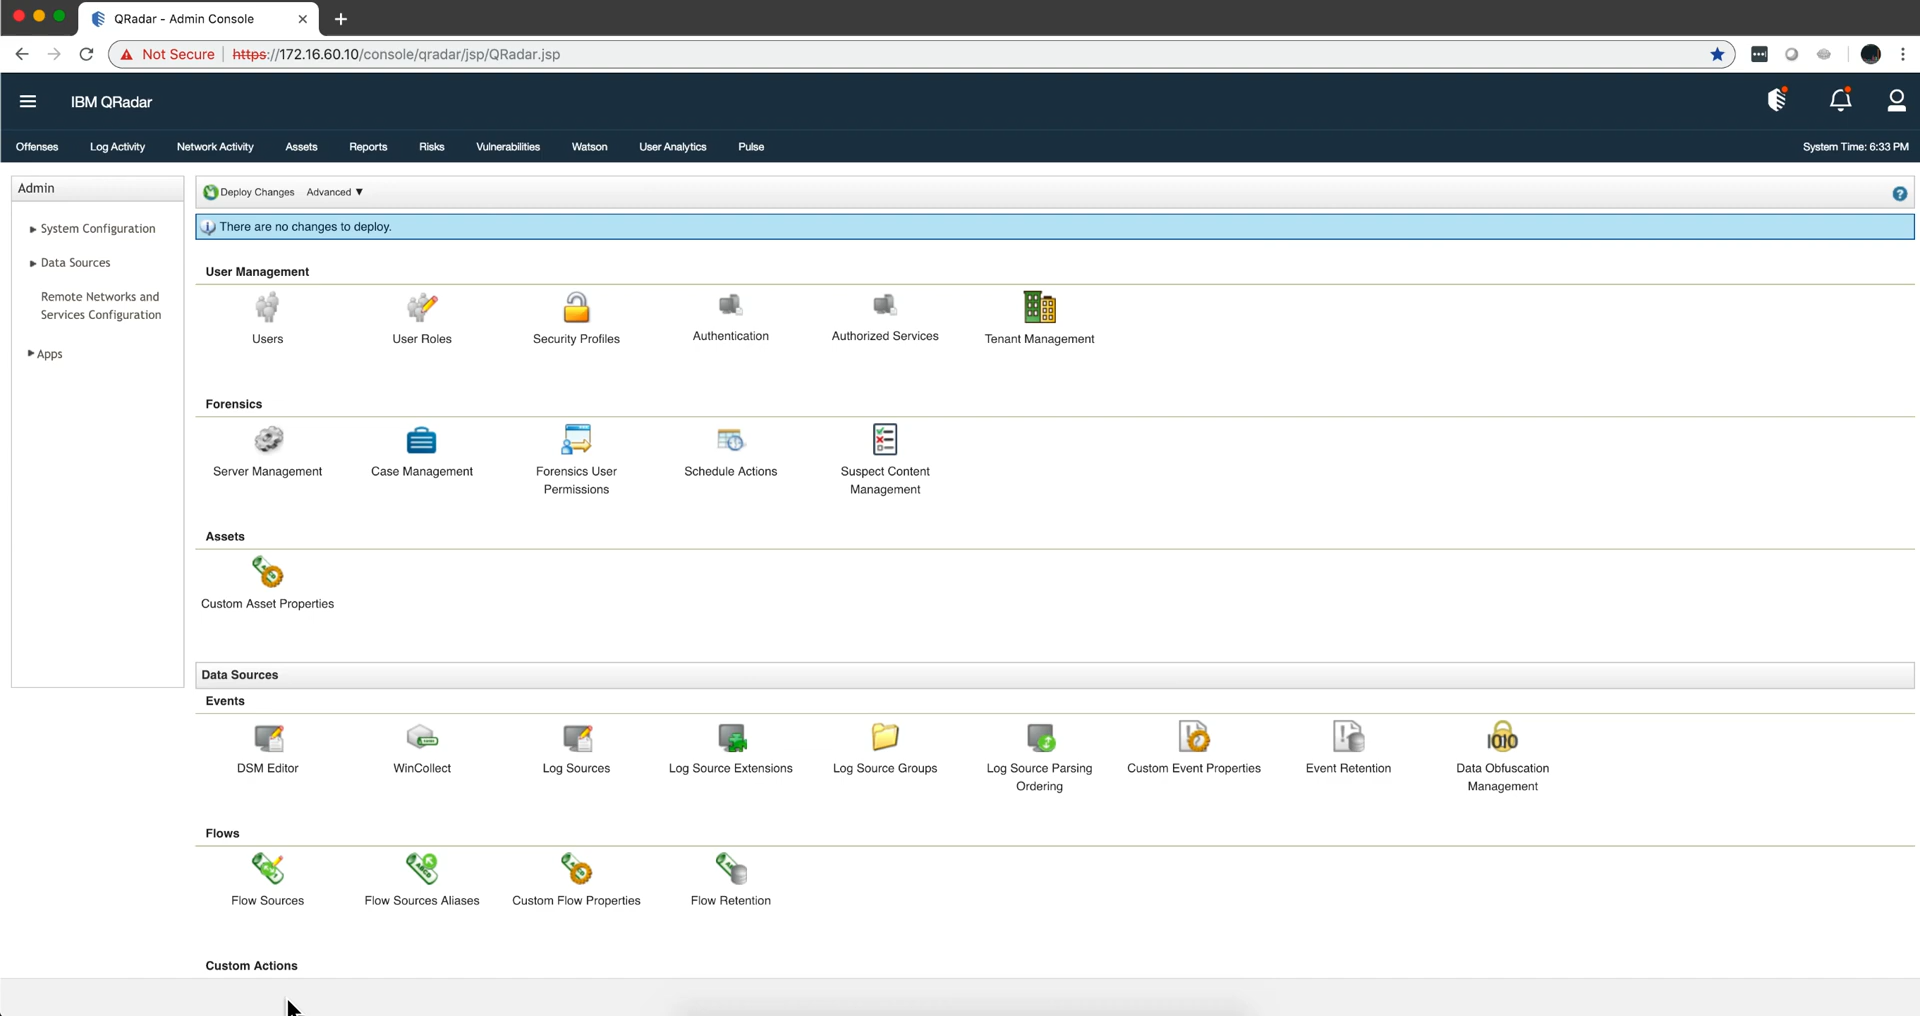 QRadar - Admin Console
Not Secure https://172.16.60.10/console/qradar/jsp/QRadar.jsp
IBM QRadar
Offenses Log Activity Network Activity Assets Reports Risks Vulnerabilities Watson User Analytics Pulse System Time: 6:33 PM
Admin
System Configuration
Data Sources
Remote Networks and
Services Configuration
Apps
Deploy Changes Advanced ▼
There are no changes to deploy.
User Management
Users User Roles Security Profiles Authentication Authorized Services Tenant Management
Forensics
Server Management Case Management Forensics User Schedule Actions Suspect Content
Permissions Management
Assets
Custom Asset Properties
Data Sources
Events
DSM Editor WinCollect Log Sources Log Source Extensions Log Source Groups Log Source Parsing Custom Event Properties Event Retention Data Obfuscation
Ordering Management
Flows
Flow Sources Flow Sources Aliases Custom Flow Properties Flow Retention
Custom Actions